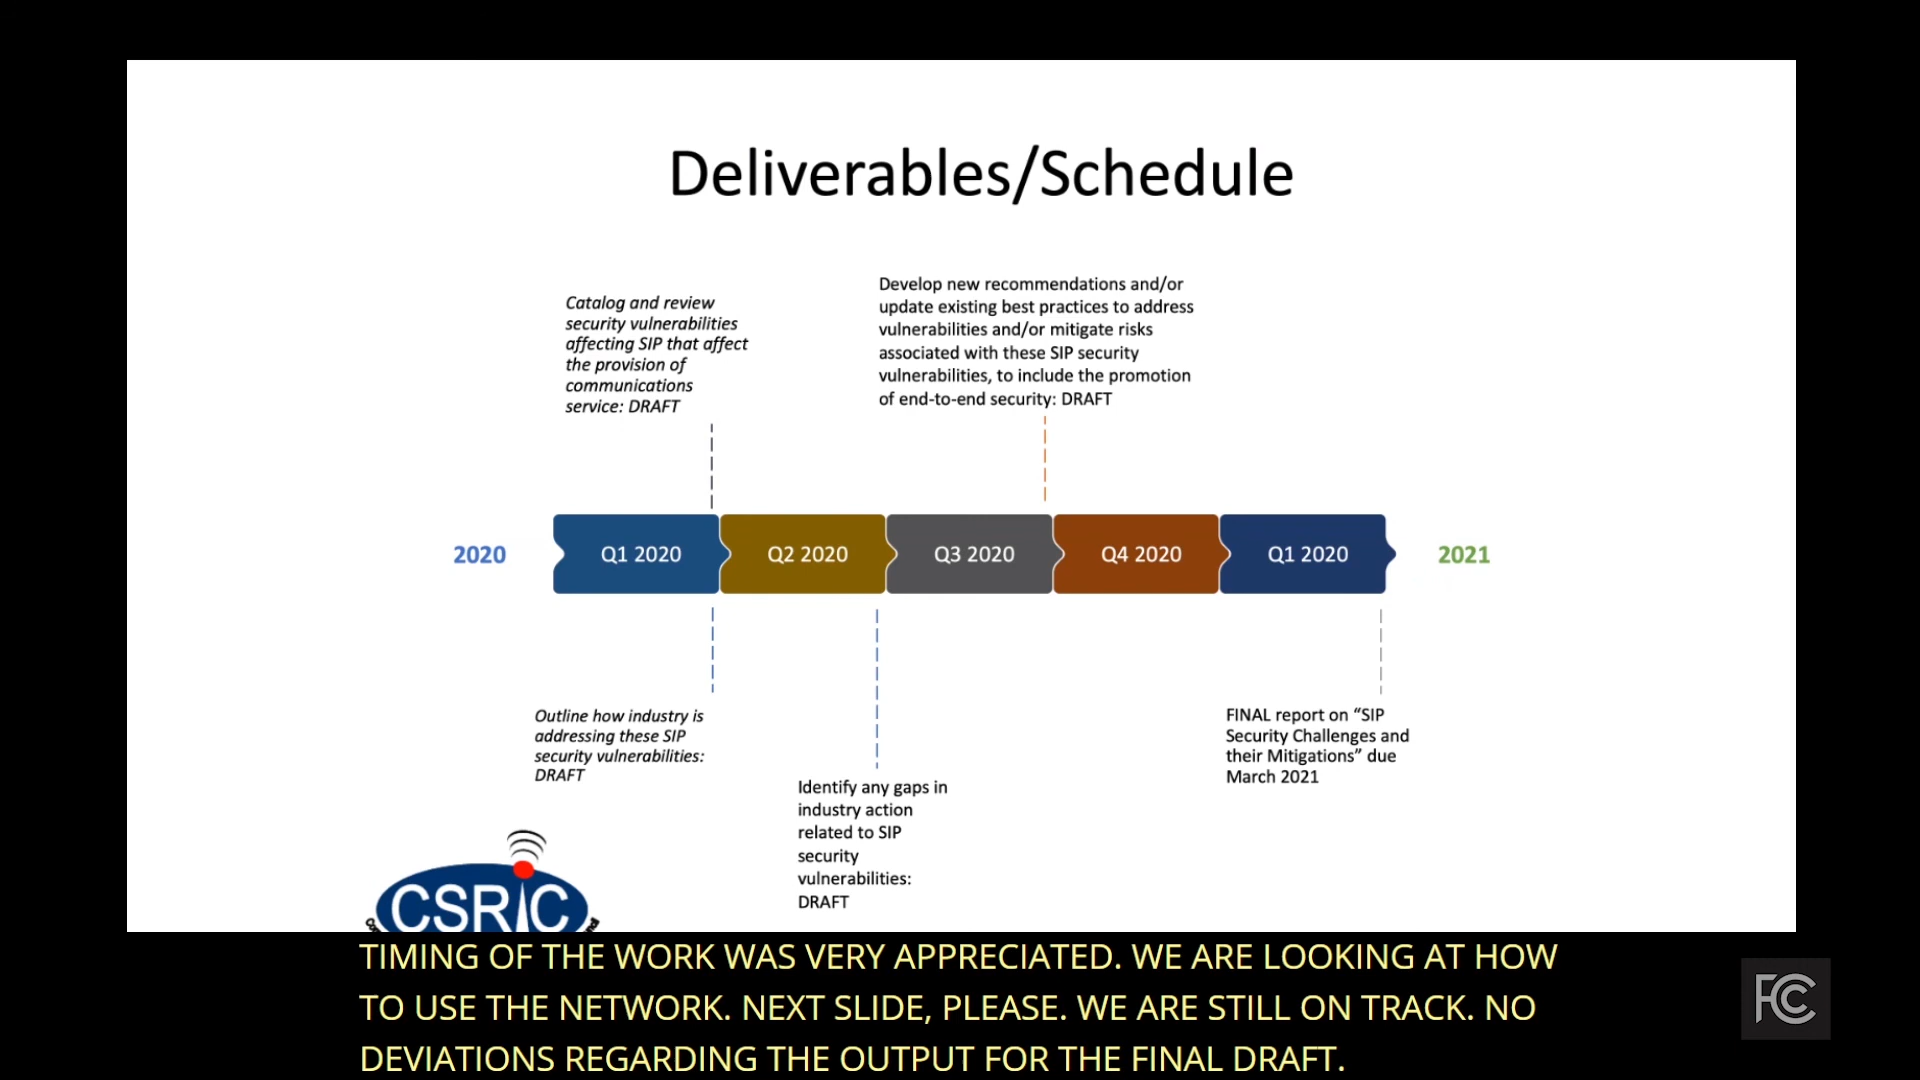 Deliverables/Schedule
Catalog and review
security vulnerabilities
affecting SIP that affect
the provision of
communications
service: DRAFT
Develop new recommendations and/or
update existing best practices to address
vulnerabilities and/or mitigate risks
associated with these SIP security
vulnerabilities, to include the promotion
of end-to-end security: DRAFT
2020
Q1 2020
Q2 2020
Q3 2020
Q4 2020
Q1 2020
2021
Outline how industry is
addressing these SIP
security vulnerabilities:
DRAFT
Identify any gaps in
industry action
related to SIP
security
vulnerabilities:
DRAFT
FINAL report on “SIP
Security Challenges and
their Mitigations” due
March 2021
CSRIC
TIMING OF THE WORK WAS VERY APPRECIATED. WE ARE LOOKING AT HOW
TO USE THE NETWORK. NEXT SLIDE, PLEASE. WE ARE STILL ON TRACK. NO
DEVIATIONS REGARDING THE OUTPUT FOR THE FINAL DRAFT.
FCC